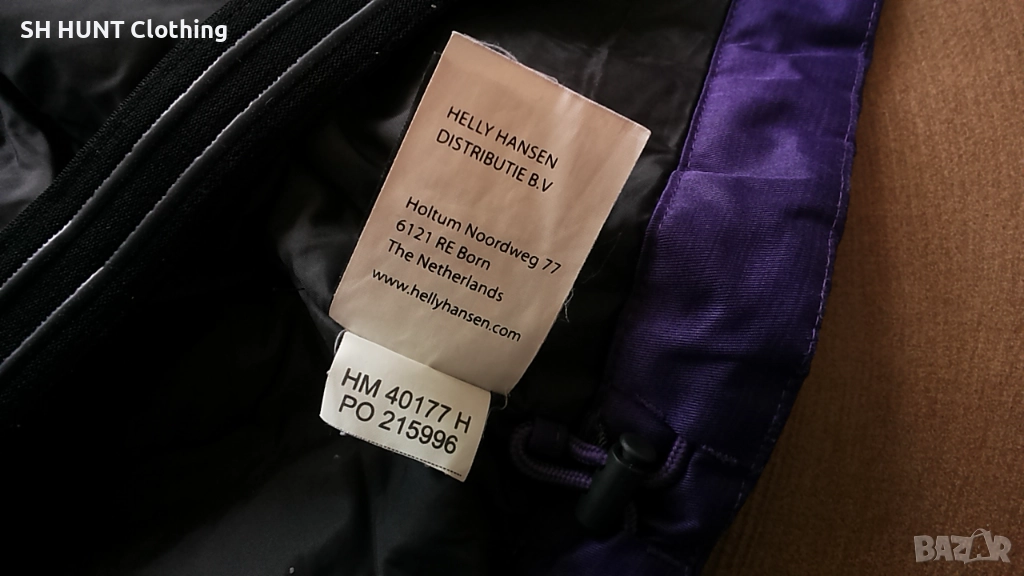 SH HUNT Clothing
HELLY HANSEN
DISTRIBUTIE B.V
Holtum Noordweg 77
6121 RE Born
The Netherlands
www.hellyhansen.com
HM 40177 H
PO 215996
BAZAR